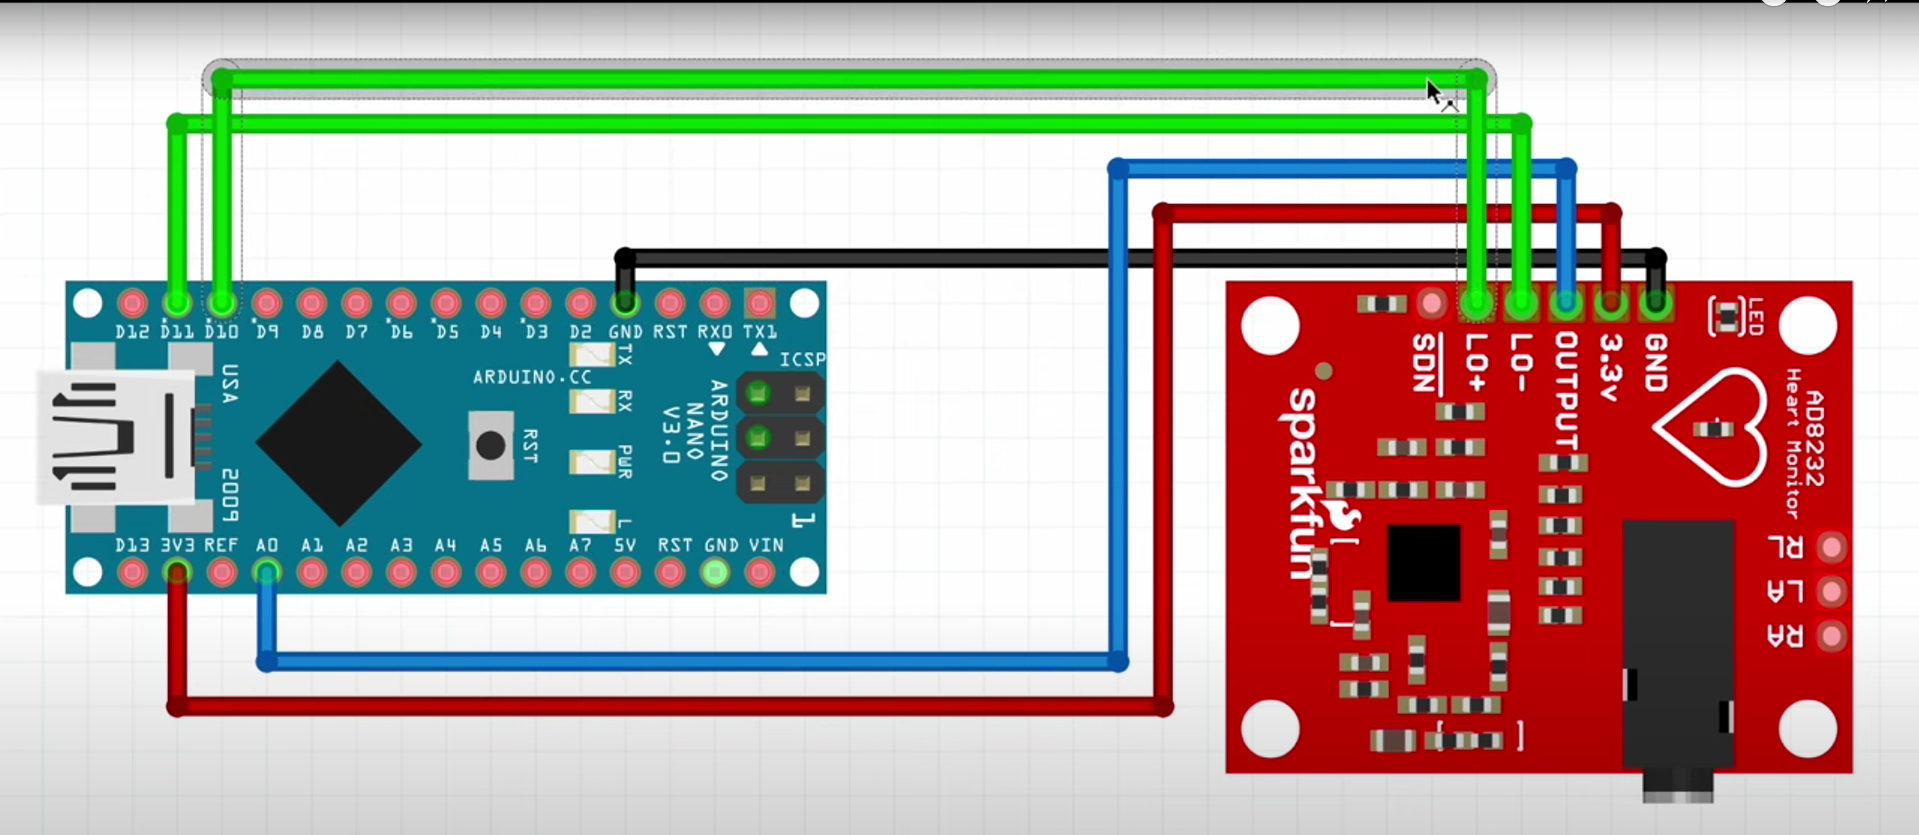 D12 D11 D10 D9 D8 D7 D6 D5 D4 D3 D2 GND RST RX0 TX1
USA
TX
ICSP
ARDUINO.CC
RX
ARDUINO
NANO
V3.0
RST
PWR
2009
L
1
D13 3V3 REF A0 A1 A2 A3 A4 A5 A6 A7 5V RST GND VIN
SDN
LO+
LO-
OUTPUT
3.3v
GND
LED
sparkfun
AD8232
Heart Monitor
RL
LA
RA